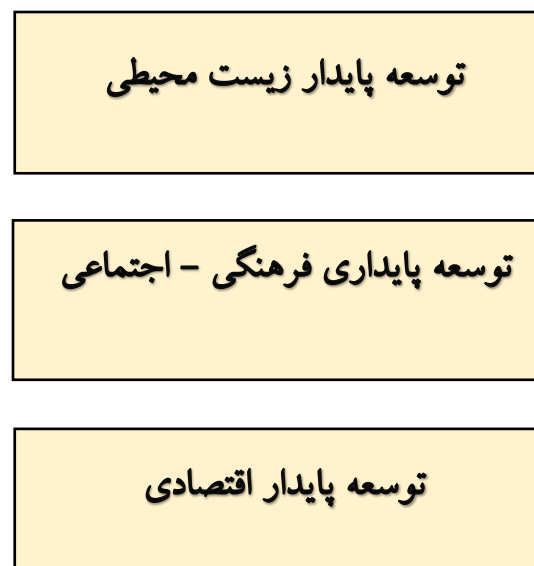 توسعه پایدار زیست محیطی
توسعه پایداری فرهنگی – اجتماعی
توسعه پایدار اقتصادی